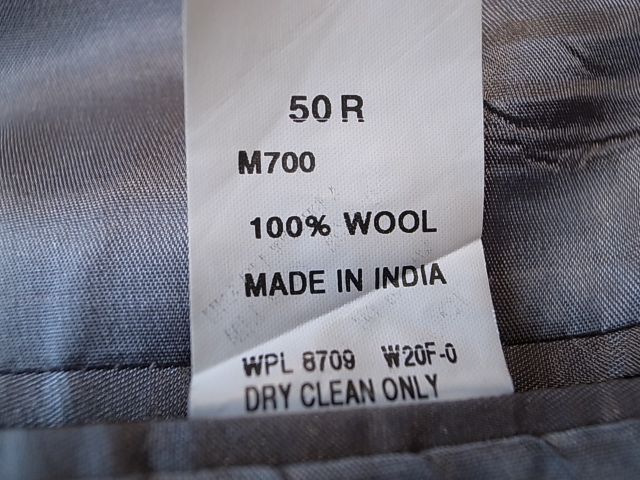 50 R
M700
100% WOOL
MADE IN INDIA
WPL 8709 W20F-0
DRY CLEAN ONLY